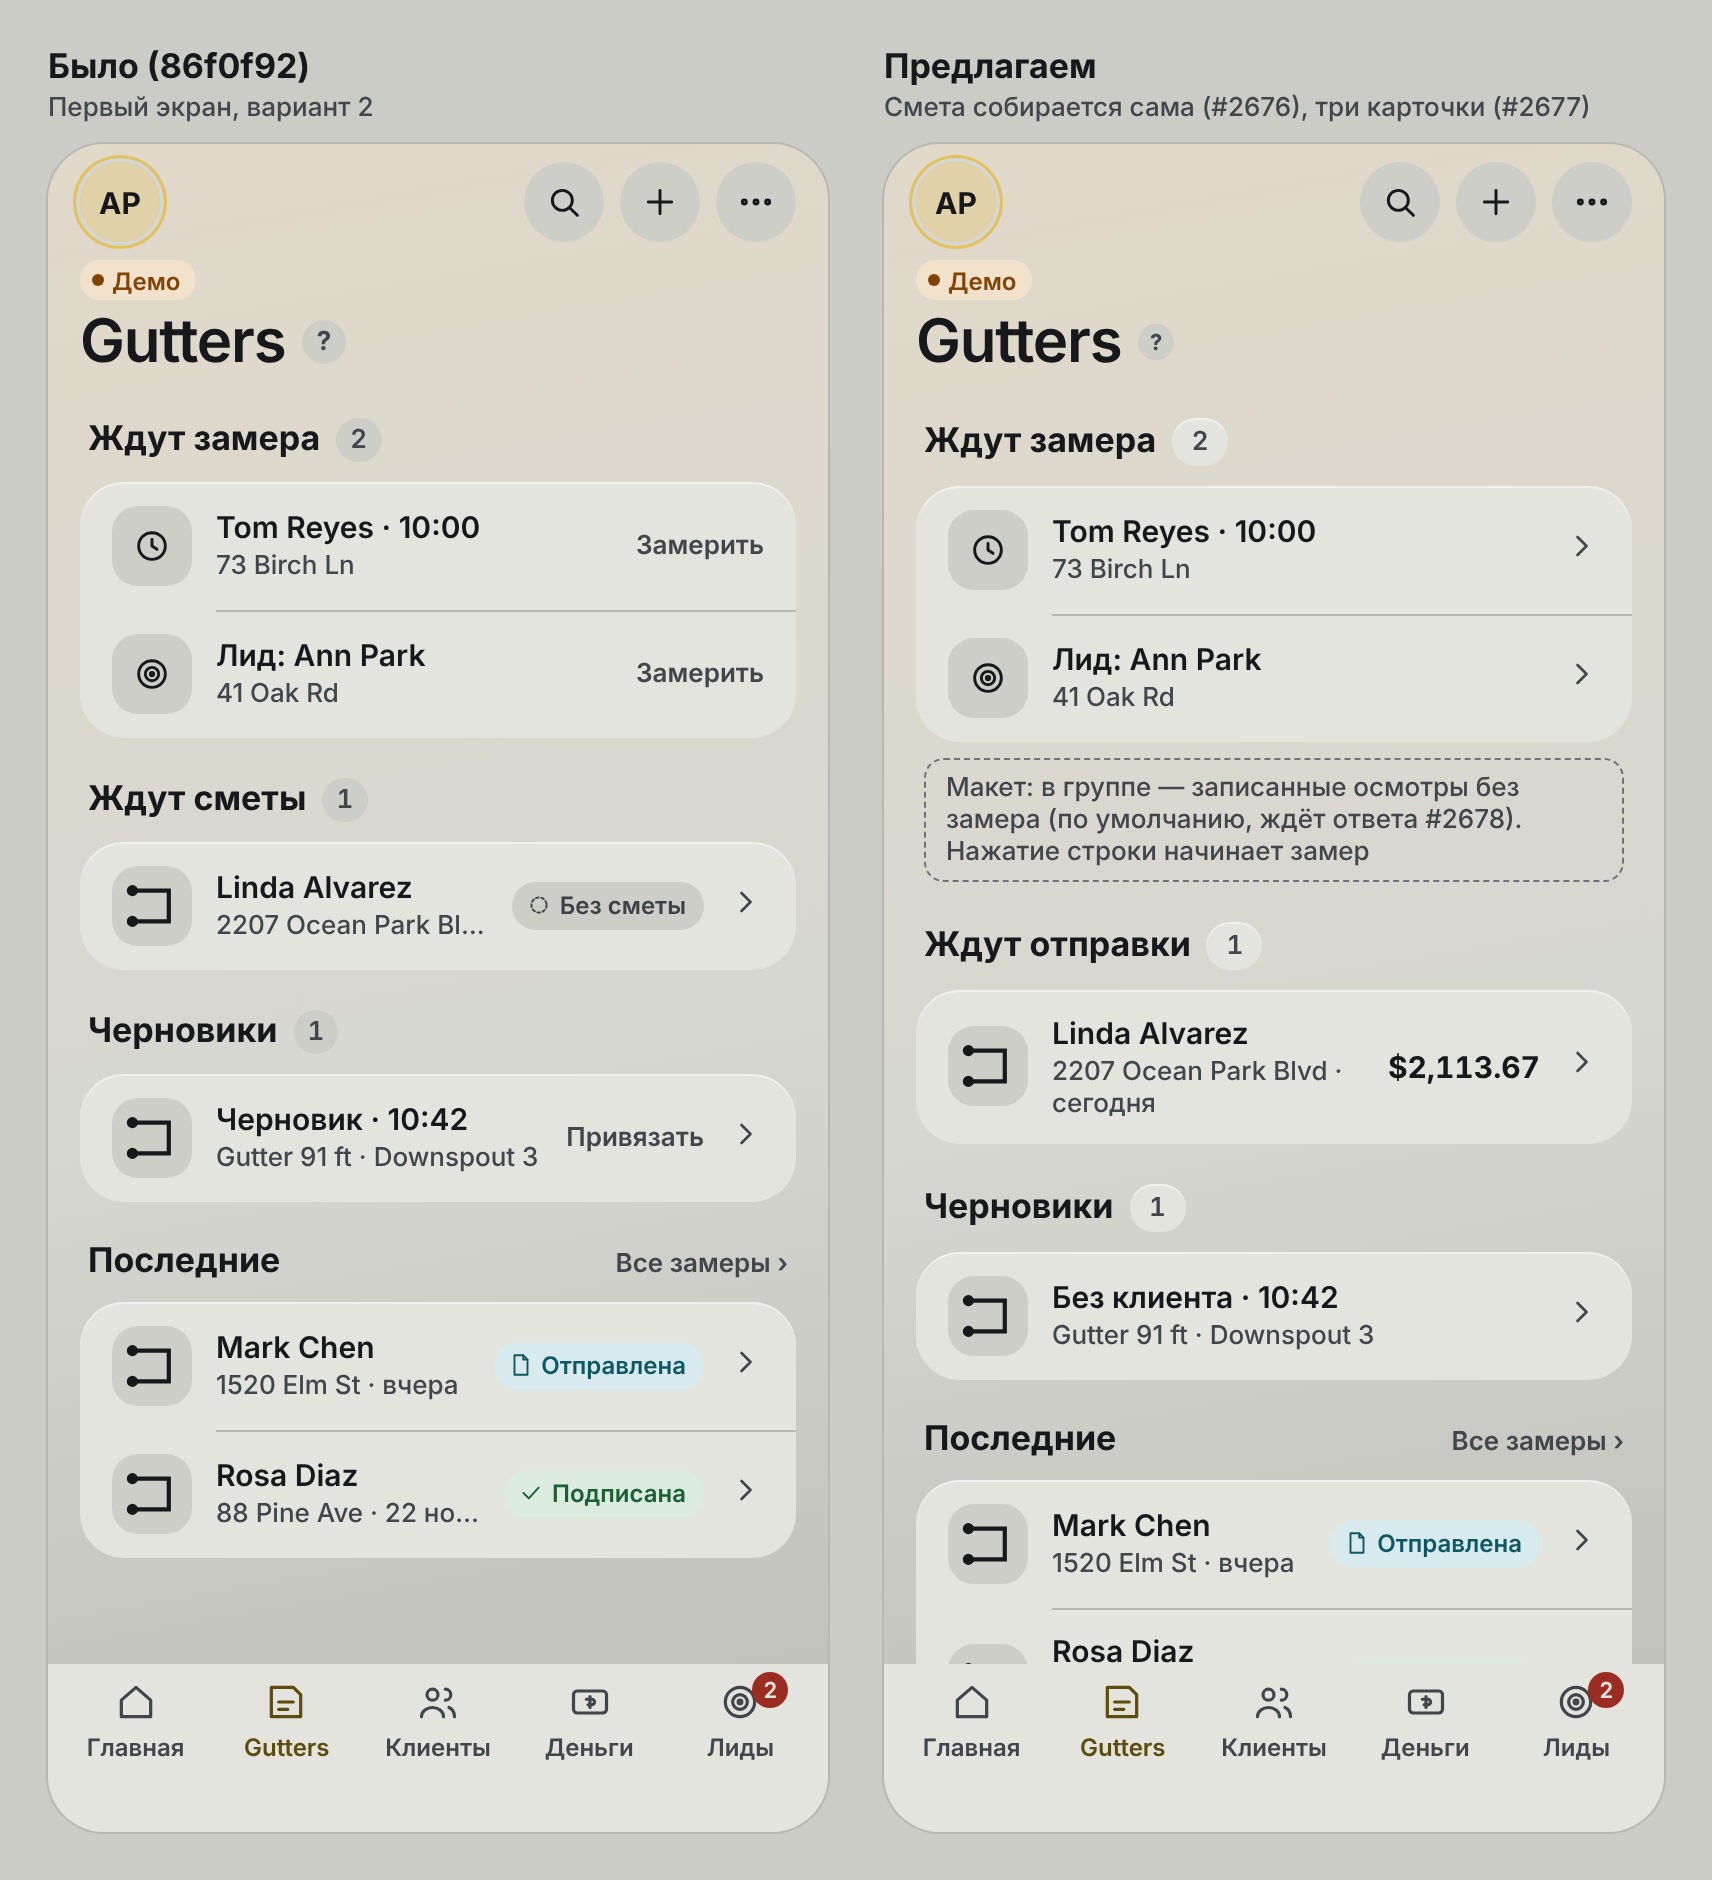 Было (86f0f92)
Первый экран, вариант 2
AP
Демо
Gutters ?
Ждут замера 2
Tom Reyes · 10:00
73 Birch Ln
Замерить
Лид: Ann Park
41 Oak Rd
Замерить
Ждут сметы 1
Linda Alvarez
2207 Ocean Park Bl...
Без сметы
Черновики 1
Черновик · 10:42
Gutter 91 ft · Downspout 3
Привязать
Последние
Все замеры ›
Mark Chen
1520 Elm St · вчера
Отправлена
Rosa Diaz
88 Pine Ave · 22 но...
Подписана
2
Главная
Gutters
Клиенты
Деньги
Лиды
Предлагаем
Смета собирается сама (#2676), три карточки (#2677)
AP
Демо
Gutters ?
Ждут замера 2
Tom Reyes · 10:00
73 Birch Ln
Лид: Ann Park
41 Oak Rd
Макет: в группе — записанные осмотры без
замера (по умолчанию, ждёт ответа #2678).
Нажатие строки начинает замер
Ждут отправки 1
Linda Alvarez
2207 Ocean Park Blvd ·
сегодня
$2,113.67
Черновики 1
Без клиента · 10:42
Gutter 91 ft · Downspout 3
Последние
Все замеры ›
Mark Chen
1520 Elm St · вчера
Отправлена
Rosa Diaz
2
Главная
Gutters
Клиенты
Деньги
Лиды